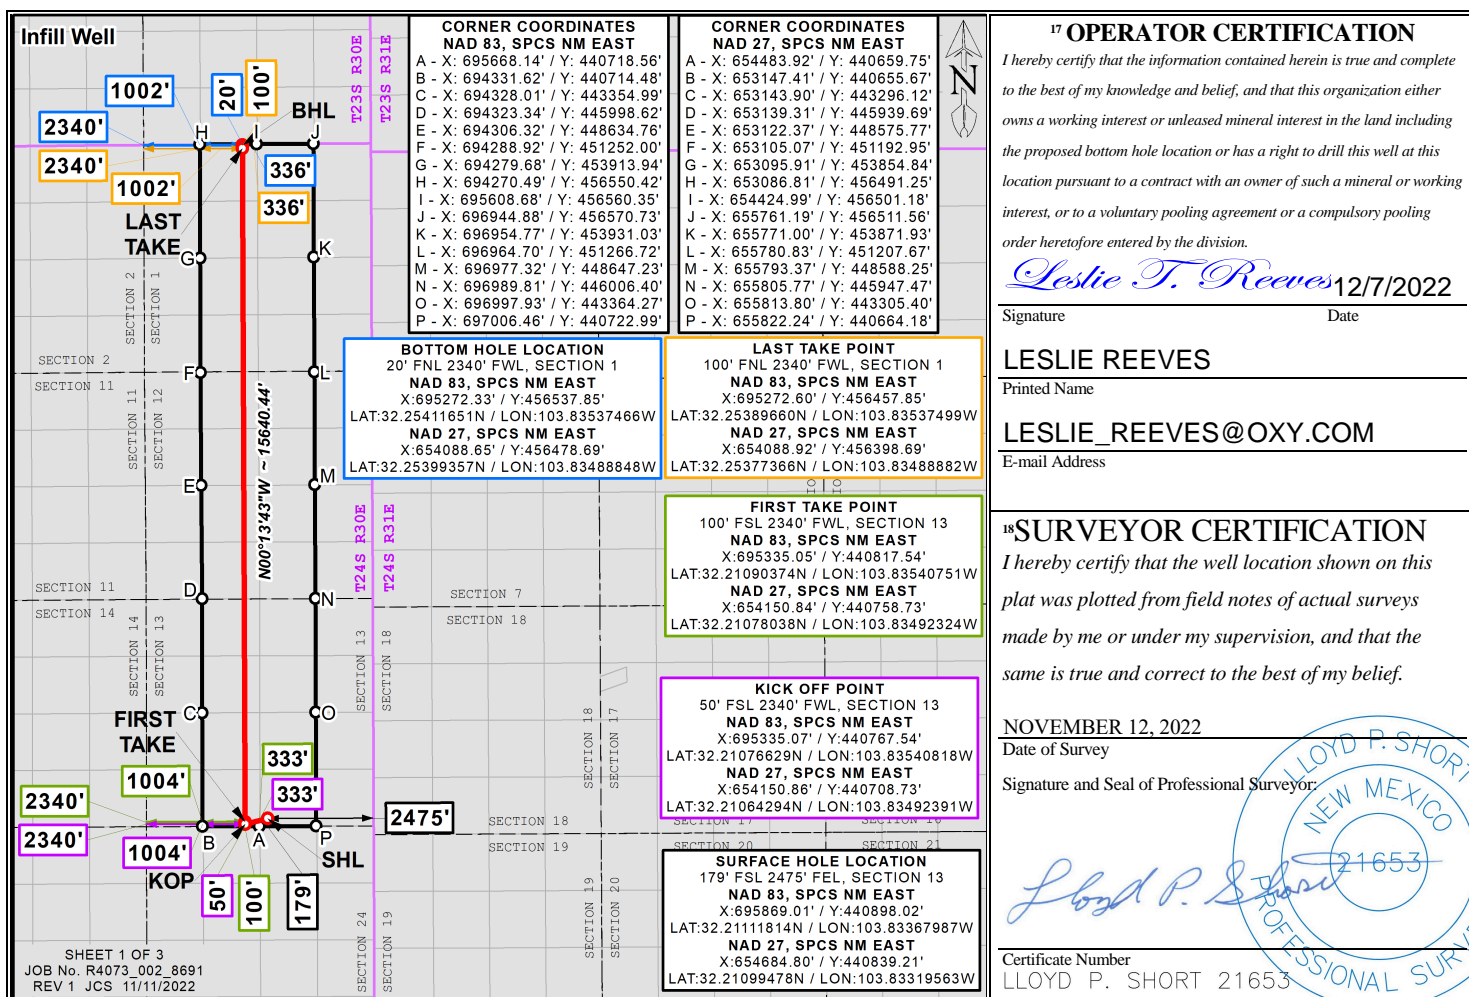 Infill Well
1002'
20'
100'
BHL
2340'
H
I
J
2340'
1002'
336'
336'
LAST
TAKE
G
K
T23S R30E
T23S R31E
SECTION 2
SECTION 1
SECTION 2
SECTION 11
F
L
SECTION 11
SECTION 12
N00°13'43"W ~ 15640.44'
E
M
T24S R30E
T24S R31E
SECTION 11
SECTION 14
D
N
SECTION 7
SECTION 18
SECTION 14
SECTION 13
SECTION 13
SECTION 18
C
O
FIRST
TAKE
SECTION 18
SECTION 17
333'
333'
1004'
2340'
2340'
1004'
B
A
P
2475'
SHL
KOP
50'
100'
179'
SECTION 18
SECTION 19
SECTION 17
SECTION 20
SECTION 16
SECTION 21
SECTION 24
SECTION 19
SECTION 19
SECTION 20
SHEET 1 OF 3
JOB No. R4073_002_8691
REV 1 JCS 11/11/2022
CORNER COORDINATES
NAD 83, SPCS NM EAST
A - X: 695668.14' / Y: 440718.56'
B - X: 694331.62' / Y: 440714.48'
C - X: 694328.01' / Y: 443354.99'
D - X: 694323.34' / Y: 445998.62'
E - X: 694306.32' / Y: 448634.76'
F - X: 694288.92' / Y: 451252.00'
G - X: 694279.68' / Y: 453913.94'
H - X: 694270.49' / Y: 456550.42'
I - X: 695608.68' / Y: 456560.35'
J - X: 696944.88' / Y: 456570.73'
K - X: 696954.77' / Y: 453931.03'
L - X: 696964.70' / Y: 451266.72'
M - X: 696977.32' / Y: 448647.23'
N - X: 696989.81' / Y: 446006.40'
O - X: 696997.93' / Y: 443364.27'
P - X: 697006.46' / Y: 440722.99'
CORNER COORDINATES
NAD 27, SPCS NM EAST
A - X: 654483.92' / Y: 440659.75'
B - X: 653147.41' / Y: 440655.67'
C - X: 653143.90' / Y: 443296.12'
D - X: 653139.31' / Y: 445939.69'
E - X: 653122.37' / Y: 448575.77'
F - X: 653105.07' / Y: 451192.95'
G - X: 653095.91' / Y: 453854.84'
H - X: 653086.81' / Y: 456491.25'
I - X: 654424.99' / Y: 456501.18'
J - X: 655761.19' / Y: 456511.56'
K - X: 655771.00' / Y: 453871.93'
L - X: 655780.83' / Y: 451207.67'
M - X: 655793.37' / Y: 448588.25'
N - X: 655805.77' / Y: 445947.47'
O - X: 655813.80' / Y: 443305.40'
P - X: 655822.24' / Y: 440664.18'
N
BOTTOM HOLE LOCATION
20' FNL 2340' FWL, SECTION 1
NAD 83, SPCS NM EAST
X:695272.33' / Y:456537.85'
LAT:32.25411651N / LON:103.83537466W
NAD 27, SPCS NM EAST
X:654088.65' / Y:456478.69'
LAT:32.25399357N / LON:103.83488848W
LAST TAKE POINT
100' FNL 2340' FWL, SECTION 1
NAD 83, SPCS NM EAST
X:695272.60' / Y:456457.85'
LAT:32.25389660N / LON:103.83537499W
NAD 27, SPCS NM EAST
X:654088.92' / Y:456398.69'
LAT:32.25377366N / LON:103.83488882W
FIRST TAKE POINT
100' FSL 2340' FWL, SECTION 13
NAD 83, SPCS NM EAST
X:695335.05' / Y:440817.54'
LAT:32.21090374N / LON:103.83540751W
NAD 27, SPCS NM EAST
X:654150.84' / Y:440758.73'
LAT:32.21078038N / LON:103.83492324W
KICK OFF POINT
50' FSL 2340' FWL, SECTION 13
NAD 83, SPCS NM EAST
X:695335.07' / Y:440767.54'
LAT:32.21076629N / LON:103.83540818W
NAD 27, SPCS NM EAST
X:654150.86' / Y:440708.73'
LAT:32.21064294N / LON:103.83492391W
SURFACE HOLE LOCATION
179' FSL 2475' FEL, SECTION 13
NAD 83, SPCS NM EAST
X:695869.01' / Y:440898.02'
LAT:32.21111814N / LON:103.83367987W
NAD 27, SPCS NM EAST
X:654684.80' / Y:440839.21'
LAT:32.21099478N / LON:103.83319563W
17 OPERATOR CERTIFICATION
I hereby certify that the information contained herein is true and complete
to the best of my knowledge and belief, and that this organization either
owns a working interest or unleased mineral interest in the land including
the proposed bottom hole location or has a right to drill this well at this
location pursuant to a contract with an owner of such a mineral or working
interest, or to a voluntary pooling agreement or a compulsory pooling
order heretofore entered by the division.
Leslie T. Reeves 12/7/2022
Signature Date
LESLIE REEVES
Printed Name
LESLIE_REEVES@OXY.COM
E-mail Address
18 SURVEYOR CERTIFICATION
I hereby certify that the well location shown on this
plat was plotted from field notes of actual surveys
made by me or under my supervision, and that the
same is true and correct to the best of my belief.
NOVEMBER 12, 2022
Date of Survey
Signature and Seal of Professional Surveyor:
LLOYD P. SHORT
NEW MEXICO
21653
PROFESSIONAL SURVE
Lloyd P. Short
Certificate Number
LLOYD P. SHORT 21653